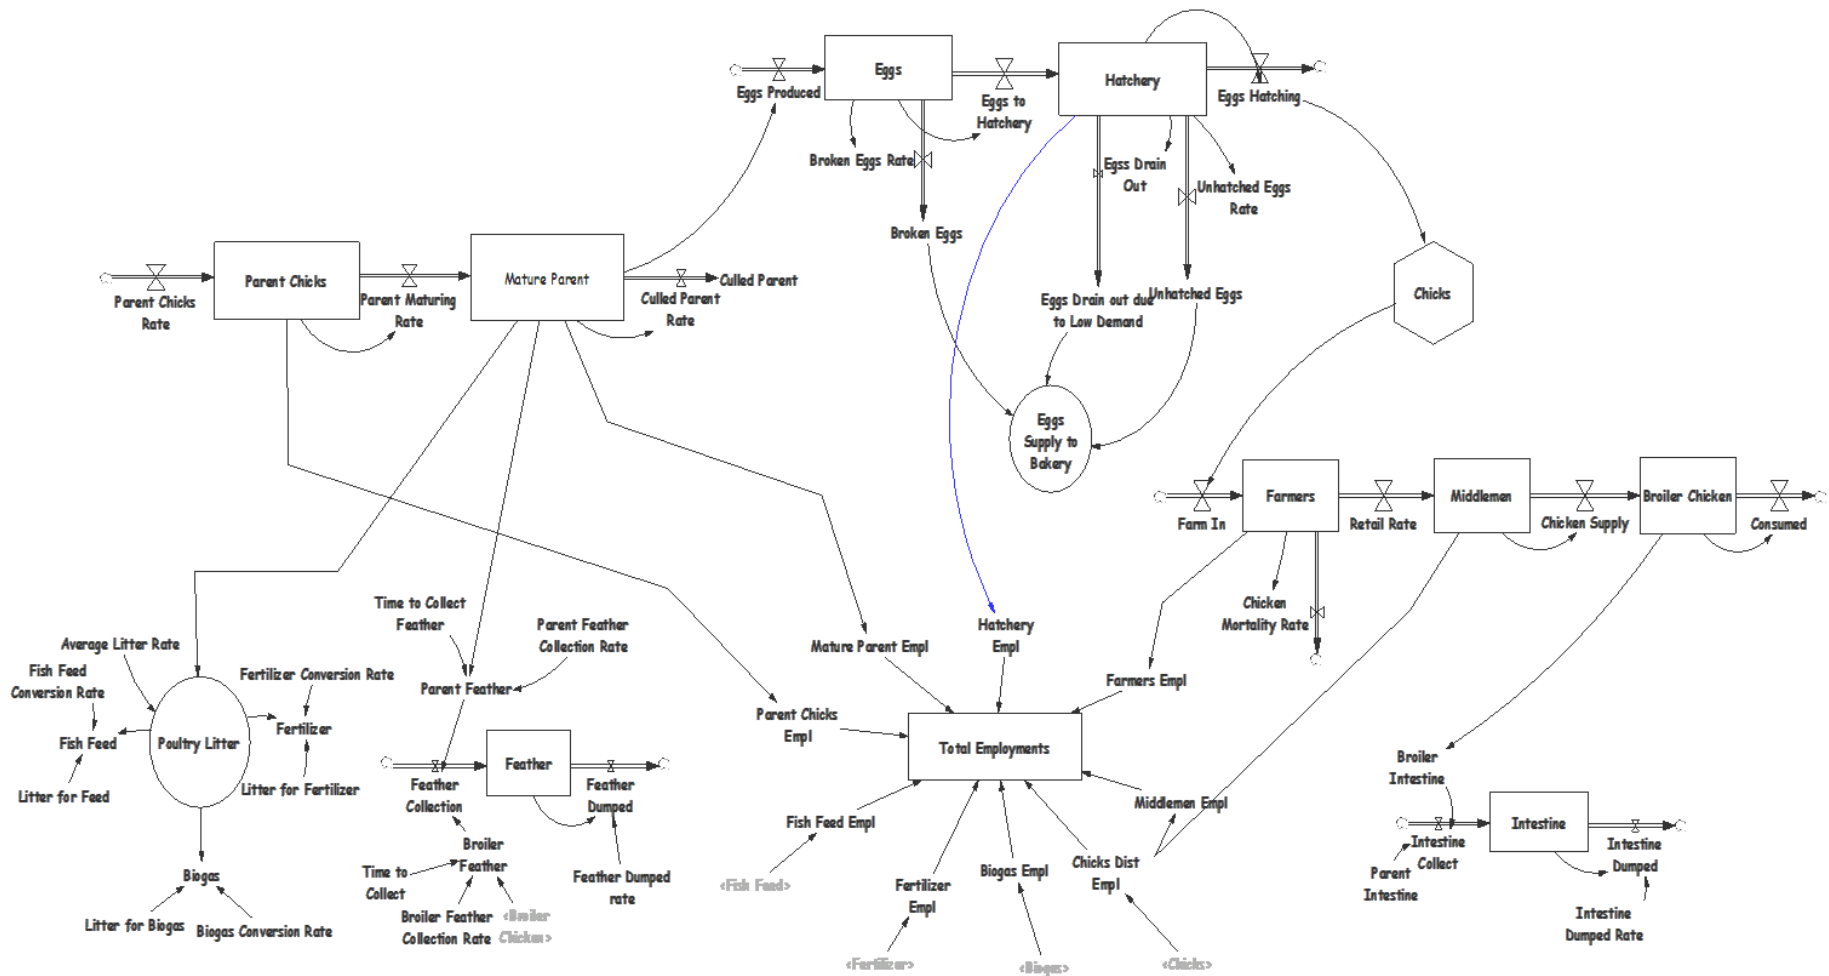 Eggs
Hatchery
Eggs Produced
Eggs to
Hatchery
Eggs Hatching
Broken Eggs Rate
Egss Drain
Out
Unhatched Eggs
Rate
Broken Eggs
Parent Chicks
Mature Parent
Culled Parent
Parent Chicks
Rate
Parent Maturing
Rate
Culled Parent
Rate
Eggs Drain out due
to Low Demand
Unhatched Eggs
Chicks
Eggs
Supply to
Bakery
Farmers
Middlemen
Broiler Chicken
Farm In
Retail Rate
Chicken Supply
Consumed
Chicken
Mortality Rate
Time to Collect
Feather
Parent Feather
Collection Rate
Hatchery
Empl
Mature Parent Empl
Average Litter Rate
Fish Feed
Conversion Rate
Fertilizer Conversion Rate
Parent Feather
Farmers Empl
Parent Chicks
Empl
Fish Feed
Poultry Litter
Fertilizer
Feather
Total Employments
Broiler
Intestine
Litter for Feed
Litter for Fertilizer
Feather
Collection
Feather
Dumped
Middlemen Empl
Fish Feed Empl
Intestine
Intestine
Collect
Intestine
Dumped
Broiler
Feather
Time to
Collect
Feather Dumped
rate
<Fish Feed>
Fertilizer
Empl
Biogas Empl
Chicks Dist
Empl
Parent
Intestine
Biogas
Litter for Biogas
Biogas Conversion Rate
Broiler Feather
Collection Rate
<Broiler
Chicken>
Intestine
Dumped Rate
<Fertilizer>
<Biogas>
<Chicks>